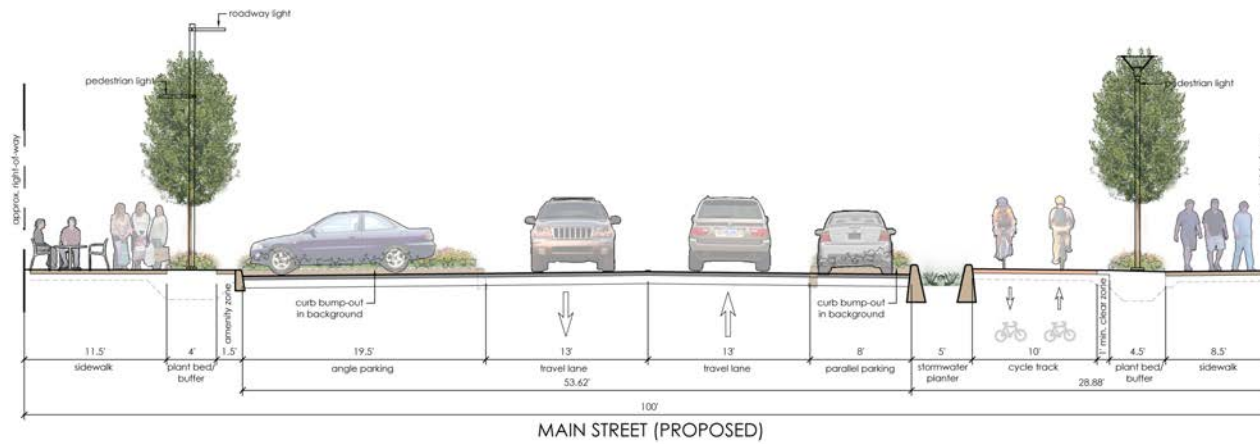 roadway light
pedestrian light
pedestrian light
approx. right-of-way
curb bump-out
in background
curb bump-out
in background
amenity zone
1' min. clear zone
11.5'
4'
1.5'
19.5'
13'
13'
8'
5'
10'
4.5'
8.5'
sidewalk
plant bed/
buffer
angle parking
travel lane
travel lane
parallel parking
stormwater
planter
cycle track
plant bed/
buffer
sidewalk
53.62'
28.88'
100'
MAIN STREET (PROPOSED)